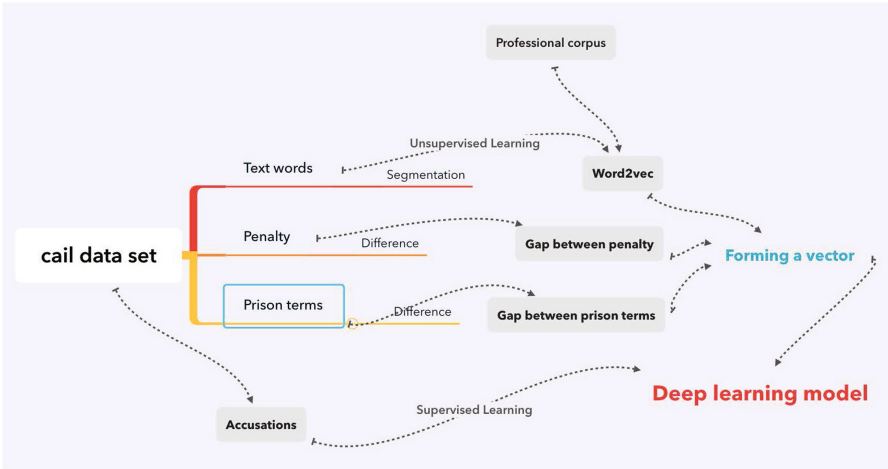 Professional corpus
Unsupervised Learning
Text words
Segmentation
Word2vec
Penalty
Difference
Gap between penalty
cail data set
Forming a vector
Prison terms
Difference
Gap between prison terms
Deep learning model
Supervised Learning
Accusations